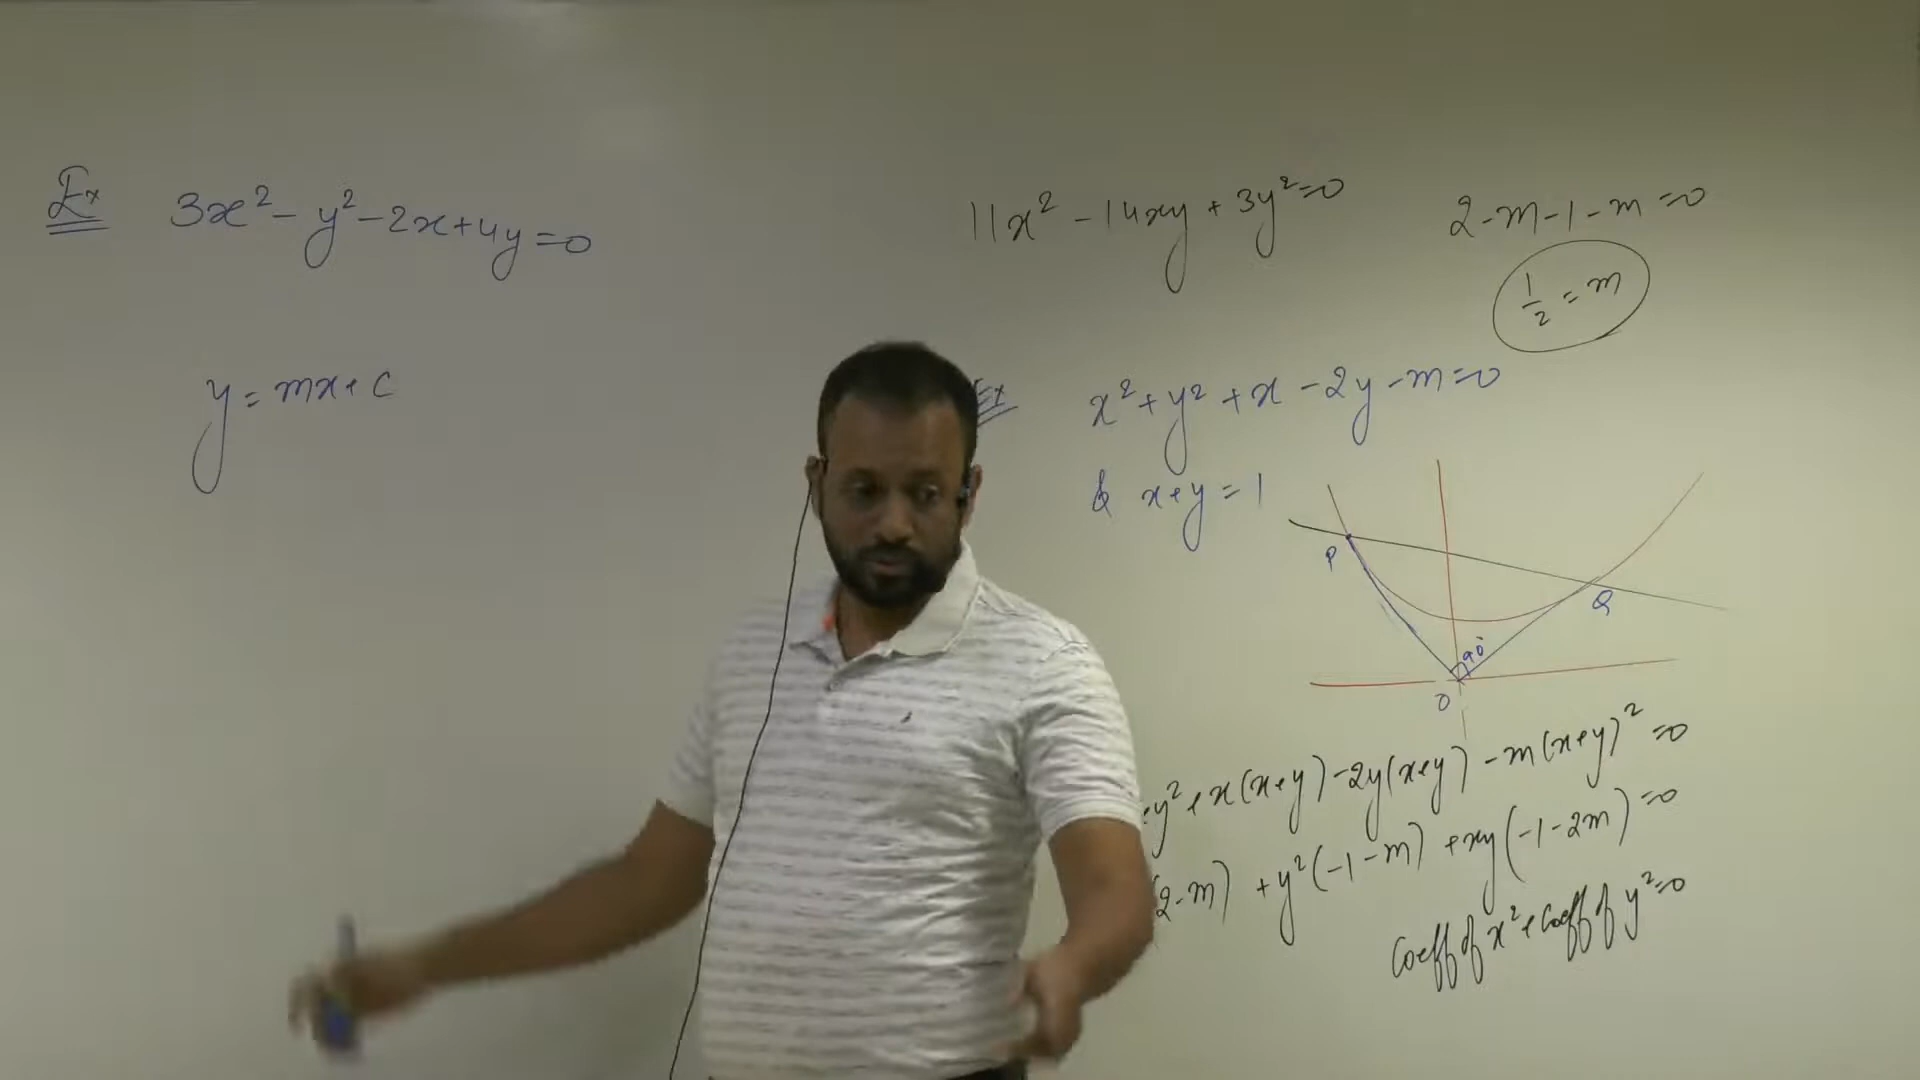 Ex 3x² - y² - 2x + 4y = 0
y = mx + c
11x² - 14xy + 3y² = 0
2 - m - 1 - m = 0
1/2 = m
Ex x² + y² + x - 2y - m = 0
& x + y = 1
P
Q
90°
O
+ y² + x(x+y) - 2y(x+y) - m(x+y)² = 0
(2-m) + y²(-1-m) + xy(-1-2m) = 0
Coeff of x² + Coeff of y² = 0